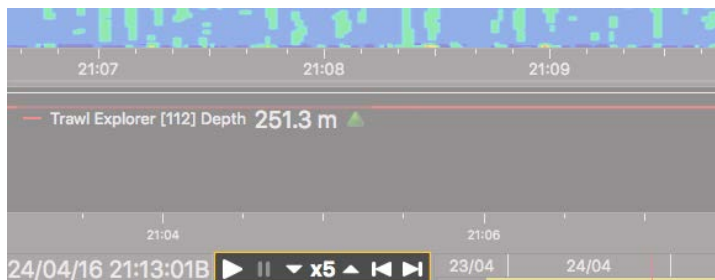 21:07 21:08 21:09
Trawl Explorer [112] Depth 251.3 m
21:04 21:06
24/04/16 21:13:01B x5 23/04 24/04